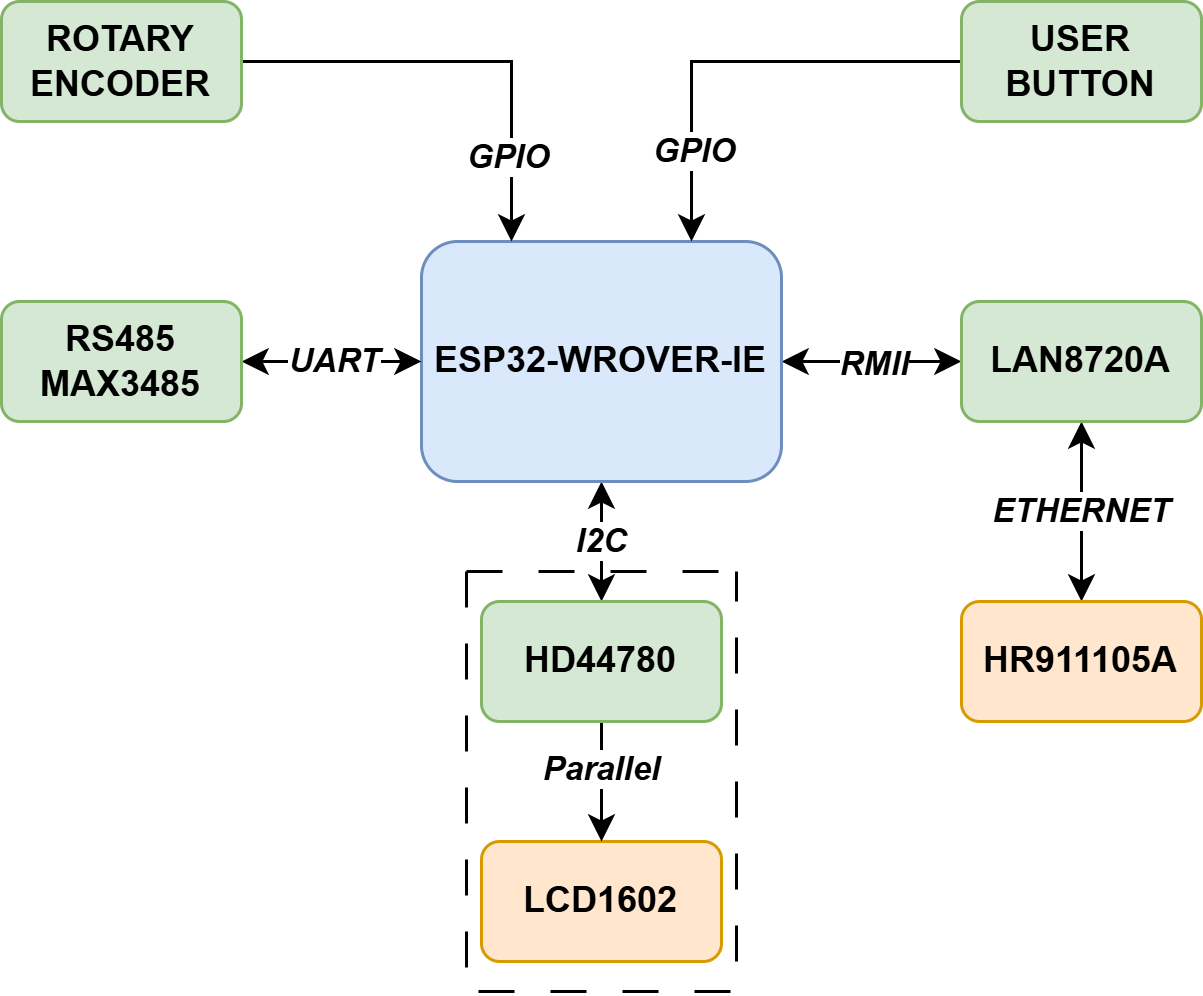 ROTARY
ENCODER
USER
BUTTON
GPIO
GPIO
RS485
MAX3485
UART
ESP32-WROVER-IE
RMII
LAN8720A
I2C
ETHERNET
HD44780
HR911105A
Parallel
LCD1602